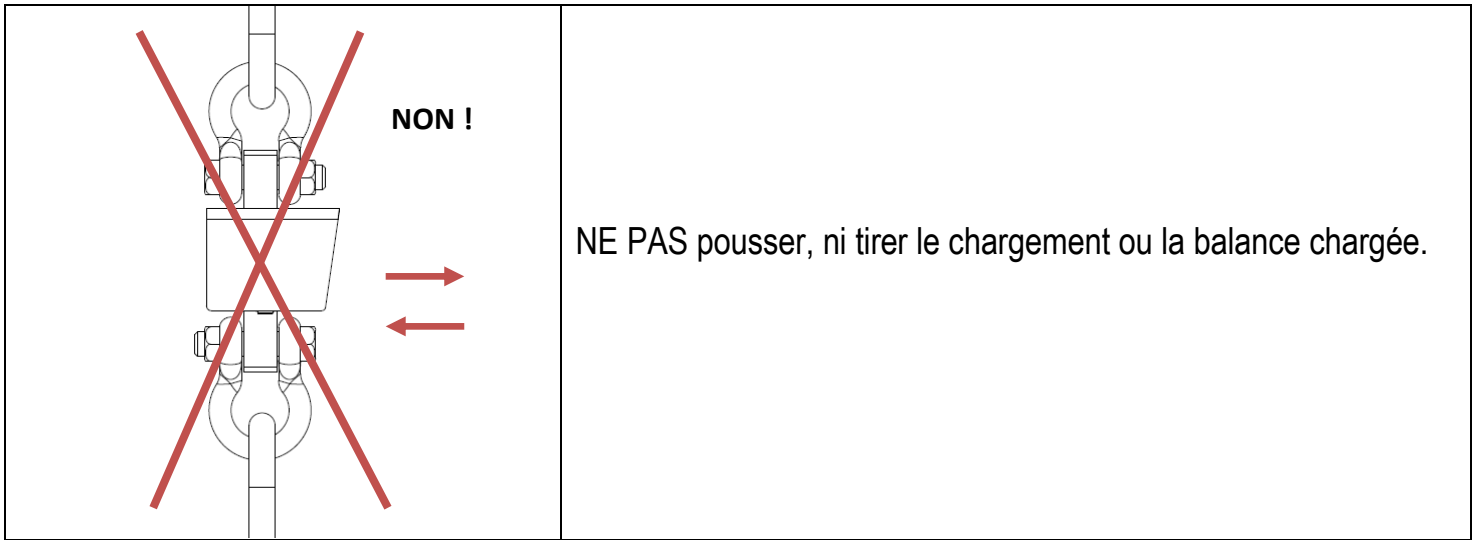 NON !
NE PAS pousser, ni tirer le chargement ou la balance chargée.